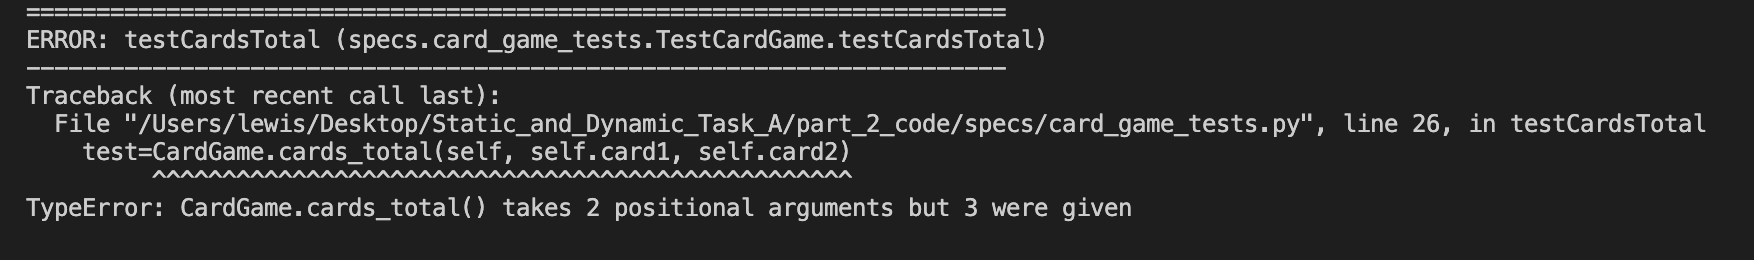 ======================================================================
ERROR: testCardsTotal (specs.card_game_tests.TestCardGame.testCardsTotal)
----------------------------------------------------------------------
Traceback (most recent call last):
  File "/Users/lewis/Desktop/Static_and_Dynamic_Task_A/part_2_code/specs/card_game_tests.py", line 26, in testCardsTotal
    test=CardGame.cards_total(self, self.card1, self.card2)
         ^^^^^^^^^^^^^^^^^^^^^^^^^^^^^^^^^^^^^^^^^^^^^^^^^^
TypeError: CardGame.cards_total() takes 2 positional arguments but 3 were given